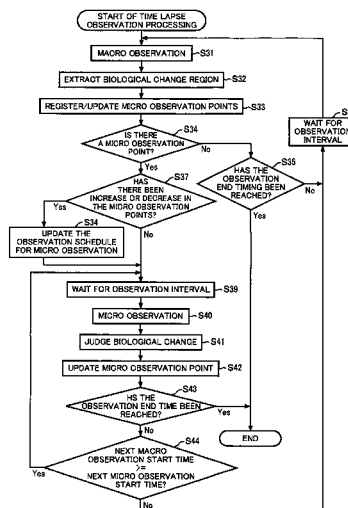 START OF TIME LAPSE
OBSERVATION PROCESSING
MACRO OBSERVATION
S31
EXTRACT BIOLOGICAL CHANGE REGION
S32
REGISTER/UPDATE MICRO OBSERVATION POINTS
S33
IS THERE
A MICRO OBSERVATION
POINT?
S34
Yes
No
HAS
THERE BEEN
INCREASE OR DECREASE IN
THE MICRO OBSERVATION
POINTS?
S37
Yes
No
HAS THE
OBSERVATION
END TIMING BEEN
REACHED?
S35
Yes
No
WAIT FOR
OBSERVATION
INTERVAL
UPDATE THE
OBSERVATION SCHEDULE
FOR MICRO OBSERVATION
S34
WAIT FOR OBSERVATION INTERVAL
S39
MICRO OBSERVATION
S40
JUDGE BIOLOGICAL CHANGE
S41
UPDATE MICRO OBSERVATION POINT
S42
HS THE
OBSERVATION END TIME BEEN
REACHED?
S43
Yes
No
END
NEXT MACRO
OBSERVATION START TIME
>=
NEXT MICRO OBSERVATION
START TIME?
S44
Yes
No